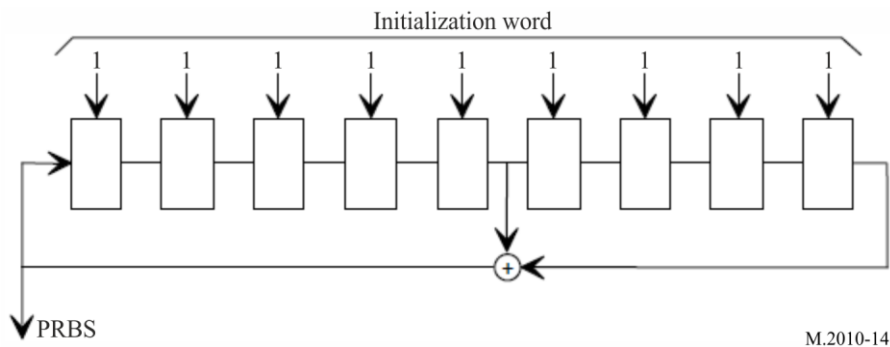 Initialization word
1 1 1 1 1 1 1 1 1
+
PRBS
M.2010-14